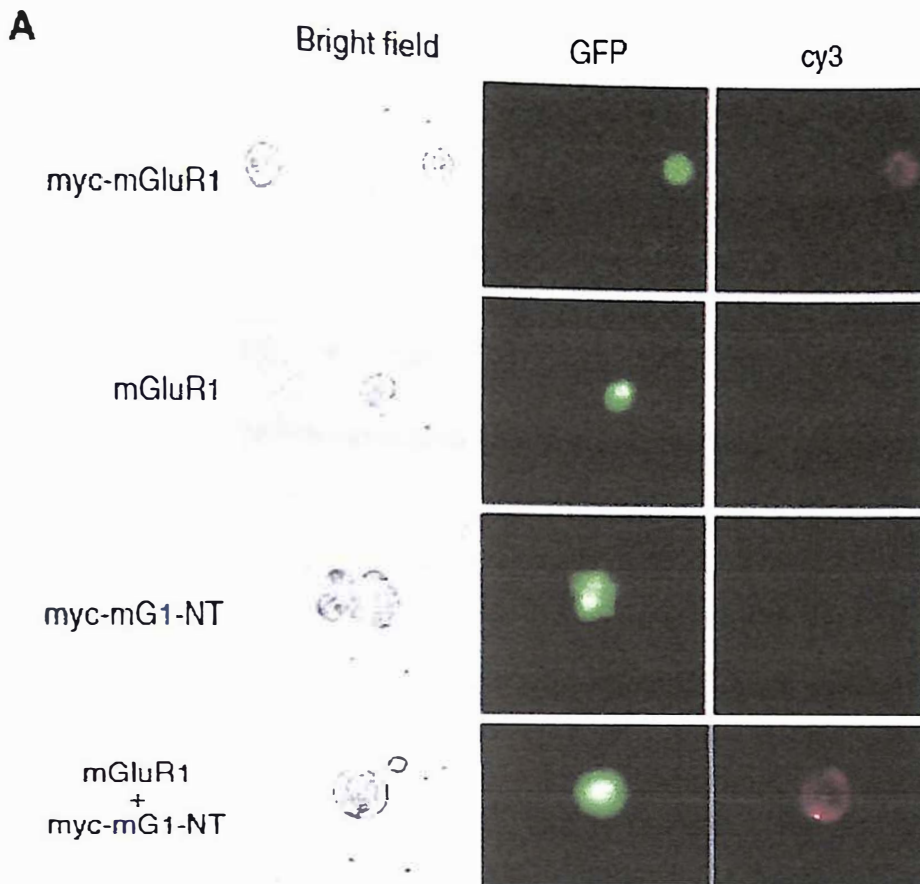 A
Bright field
GFP
cy3
myc-mGluR1
mGluR1
myc-mG1-NT
mGluR1
+
myc-mG1-NT